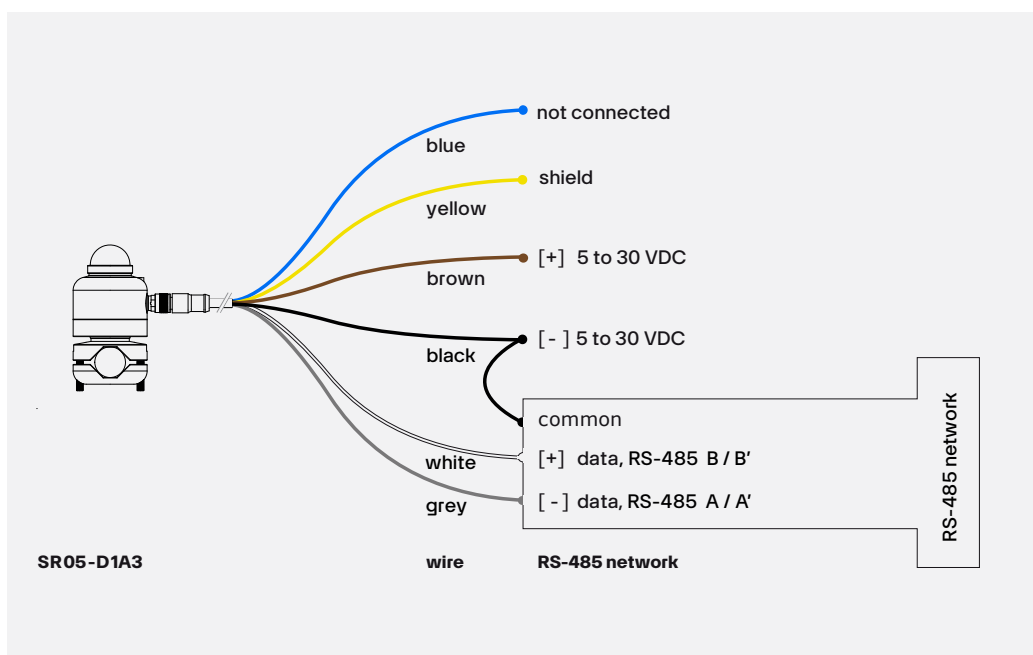 not connected
blue
shield
yellow
[+] 5 to 30 VDC
brown
[ - ] 5 to 30 VDC
black
common
[+] data, RS-485 B / B′
white
[ - ] data, RS-485 A / A′
grey
RS-485 network
SR05-D1A3
wire
RS-485 network